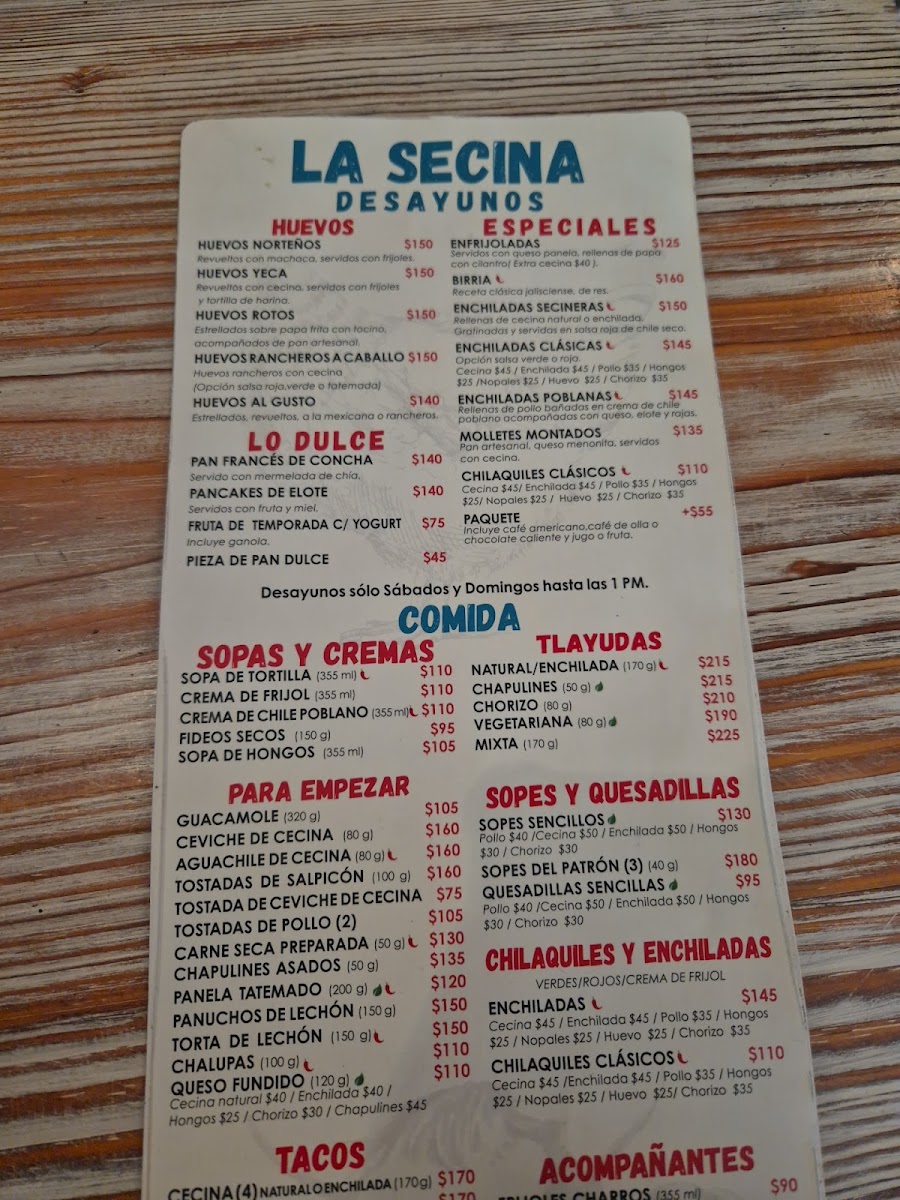 LA SECINA
DESAYUNOS
HUEVOS
HUEVOS NORTEÑOS $150
Revueltos con machaca, servidos con frijoles.
HUEVOS YECA $150
Revueltos con cecina, servidos con frijoles
y tortilla de harina.
HUEVOS ROTOS $150
Estrellados sobre papa frita con tocino,
acompañados de pan artesanal.
HUEVOS RANCHEROS A CABALLO $150
Huevos rancheros con cecina
(Opción salsa roja,verde o tatemada)
HUEVOS AL GUSTO $140
Estrellados, revueltos, a la mexicana o rancheros.
LO DULCE
PAN FRANCÉS DE CONCHA $140
Servido con mermelada de chía.
PANCAKES DE ELOTE $140
Servidos con fruta y miel.
FRUTA DE TEMPORADA C/ YOGURT $75
Incluye ganola.
PIEZA DE PAN DULCE $45
ESPECIALES
ENFRIJOLADAS $125
Servidos con queso panela, rellenas de papa
con cilantro( Extra cecina $40 ).
BIRRIA $160
Receta clásica jalisciense, de res.
ENCHILADAS SECINERAS $150
Rellenas de cecina natural o enchilada.
Gratinadas y servidas en salsa roja de chile seco.
ENCHILADAS CLÁSICAS $145
Opción salsa verde o roja.
Cecina $45 / Enchilada $45 / Pollo $35 / Hongos
$25 /Nopales $25 / Huevo $25 / Chorizo $35
ENCHILADAS POBLANAS $145
Rellenas de pollo bañadas en crema de chile
poblano acompañadas con queso, elote y rajas.
MOLLETES MONTADOS $135
Pan artesanal, queso menonita, servidos
con cecina.
CHILAQUILES CLÁSICOS $110
Cecina $45/ Enchilada $45 / Pollo $35 / Hongos
$25/ Nopales $25 / Huevo $25 / Chorizo $35
PAQUETE +$55
Incluye café americano,café de olla o
chocolate caliente y jugo o fruta.
Desayunos sólo Sábados y Domingos hasta las 1 PM.
COMIDA
SOPAS Y CREMAS
SOPA DE TORTILLA (355 ml) $110
CREMA DE FRIJOL (355 ml) $110
CREMA DE CHILE POBLANO (355 ml) $110
FIDEOS SECOS (150 g) $95
SOPA DE HONGOS (355 ml) $105
PARA EMPEZAR
GUACAMOLE (320 g) $105
CEVICHE DE CECINA (80 g) $160
AGUACHILE DE CECINA (80 g) $160
TOSTADAS DE SALPICÓN (100 g) $160
TOSTADA DE CEVICHE DE CECINA $75
TOSTADAS DE POLLO (2) $105
CARNE SECA PREPARADA (50 g) $130
CHAPULINES ASADOS (50 g) $135
PANELA TATEMADO (200 g) $120
PANUCHOS DE LECHÓN (150 g) $150
TORTA DE LECHÓN (150 g) $150
CHALUPAS (100 g) $110
QUESO FUNDIDO (120 g) $110
Cecina natural $40 / Enchilada $40 /
Hongos $25 / Chorizo $30 / Chapulines $45
TACOS
CECINA (4) NATURAL O ENCHILADA (170g) $170
$170
TLAYUDAS
NATURAL/ENCHILADA (170 g) $215
CHAPULINES (50 g) $215
CHORIZO (80 g) $210
VEGETARIANA (80 g) $190
MIXTA (170 g) $225
SOPES Y QUESADILLAS
SOPES SENCILLOS $130
Pollo $40 /Cecina $50 / Enchilada $50 / Hongos
$30 / Chorizo $30
SOPES DEL PATRÓN (3) (40 g) $180
QUESADILLAS SENCILLAS $95
Pollo $40 /Cecina $50 / Enchilada $50 / Hongos
$30 / Chorizo $30
CHILAQUILES Y ENCHILADAS
VERDES/ROJOS/CREMA DE FRIJOL
ENCHILADAS $145
Cecina $45 / Enchilada $45 / Pollo $35 / Hongos
$25 / Nopales $25 / Huevo $25 / Chorizo $35
CHILAQUILES CLÁSICOS $110
Cecina $45 /Enchilada $45 / Pollo $35 / Hongos
$25 / Nopales $25 / Huevo $25/ Chorizo $35
ACOMPAÑANTES
FRIJOLES CHARROS (355 ml) $90